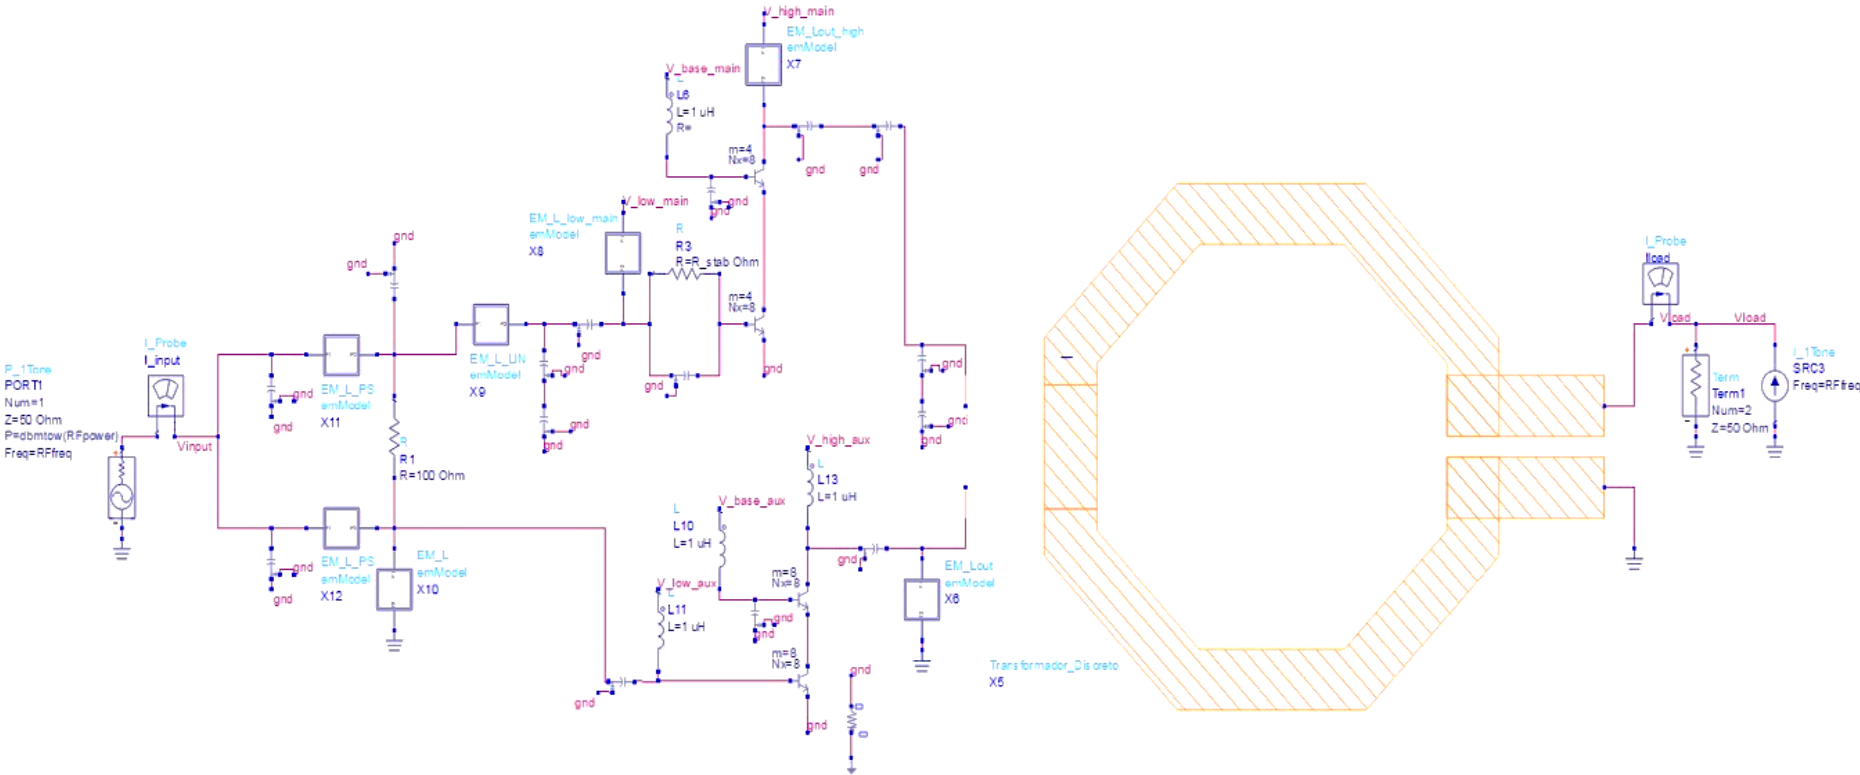 P_1Tone
PORT1
Num=1
Z=50 Ohm
P=dbmtow(RFpower)
Freq=RFfreq
I_Probe
I_input
Vinput
gnd
gnd
EM_L_PS
emModel
X11
gnd
gnd
R
R1
R=100 Ohm
gnd
gnd
EM_L_PS
emModel
X12
EM_L
emModel
X10
EM_L_LIN
emModel
X9
gnd
gnd
gnd
gnd
EM_L_low_main
emModel
X8
V_low_main
R
R3
R=R_stab Ohm
gnd
V_base_main
L
L6
L=1 uH
R=
gnd
gnd
m=4
Nx=8
m=4
Nx=8
gnd
V_high_main
EM_Lout_high
emModel
X7
gnd
gnd
gnd
gnd
gnd
V_high_aux
L
L13
L=1 uH
V_base_aux
L
L10
L=1 uH
V_low_aux
L
L11
L=1 uH
gnd
gnd
gnd
m=8
Nx=8
m=8
Nx=8
gnd
gnd
gnd
EM_Lout
emModel
X6
Transformador_Discreto
X5
I_Probe
Iload
Vload
Vload
Term
Term1
Num=2
Z=50 Ohm
I_1Tone
SRC3
Freq=RFfreq